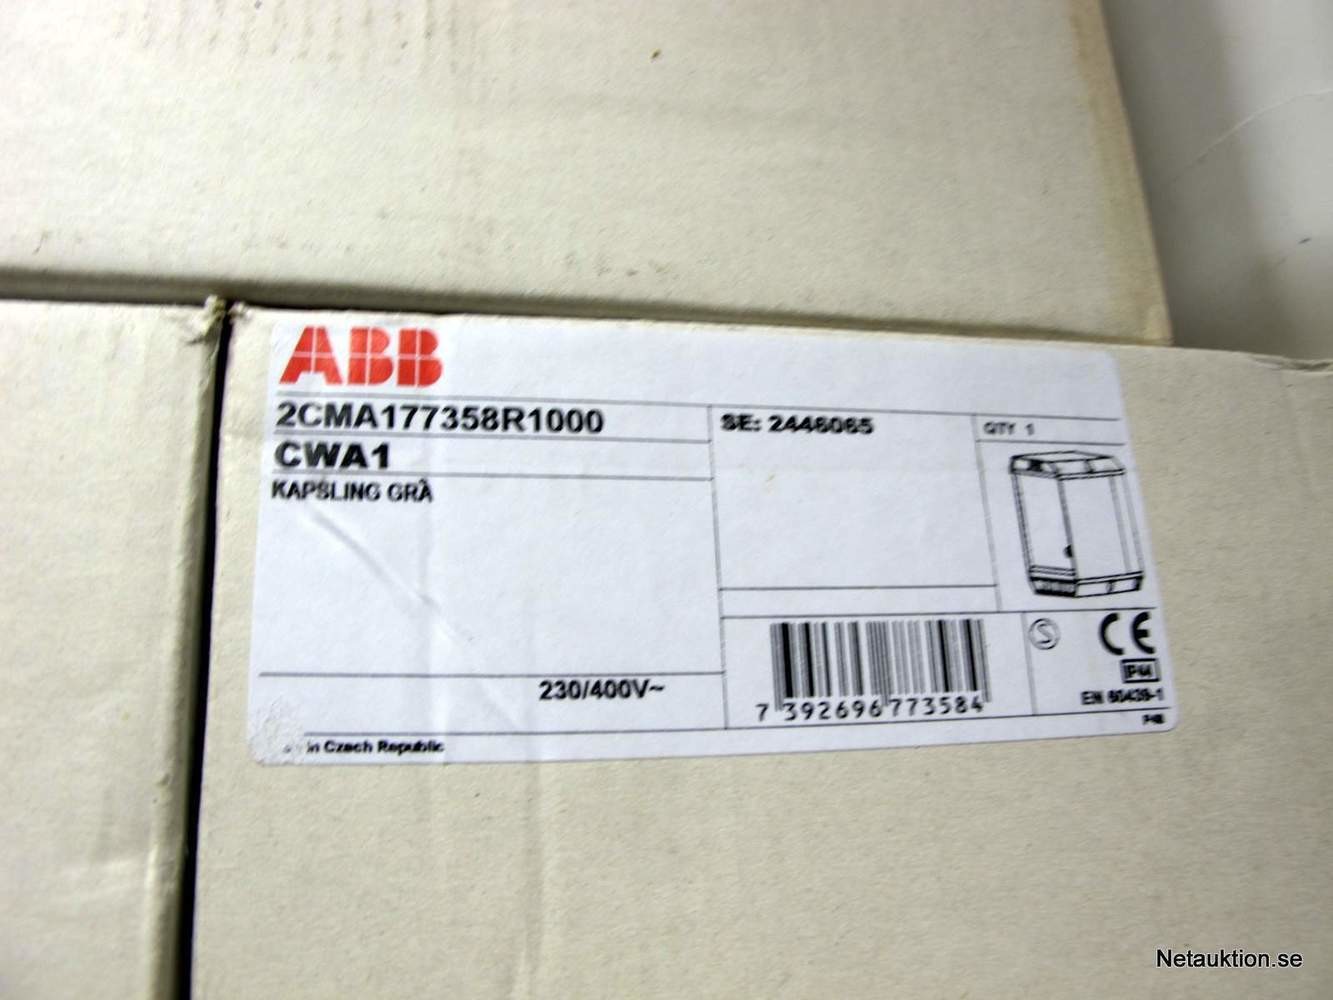 ABB
2CMA177358R1000
CWA1
KAPSLING GRÅ
SE: 2446065
QTY 1
230/400V~
7 392696 773584
S
CE
EN 60439-1
in Czech Republic
Netauktion.se